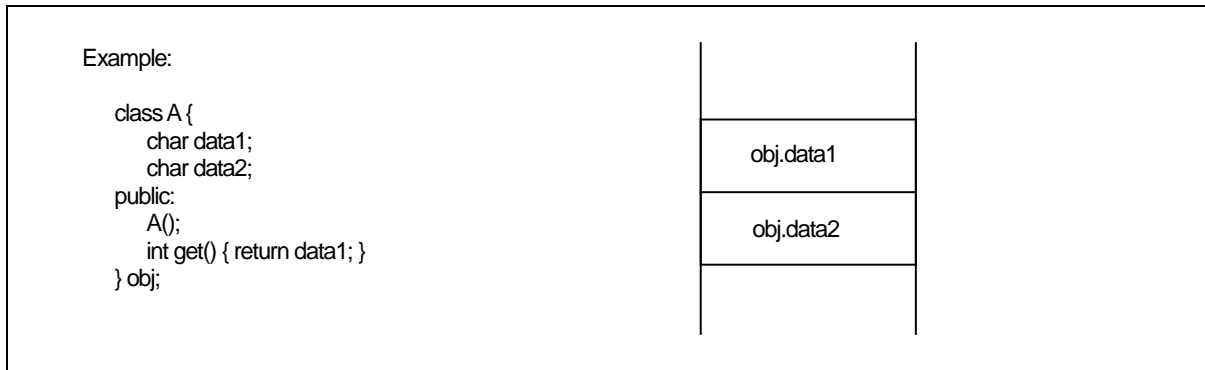 Example:
class A {
char data1;
char data2;
public:
A();
int get() { return data1; }
} obj;
obj.data1
obj.data2